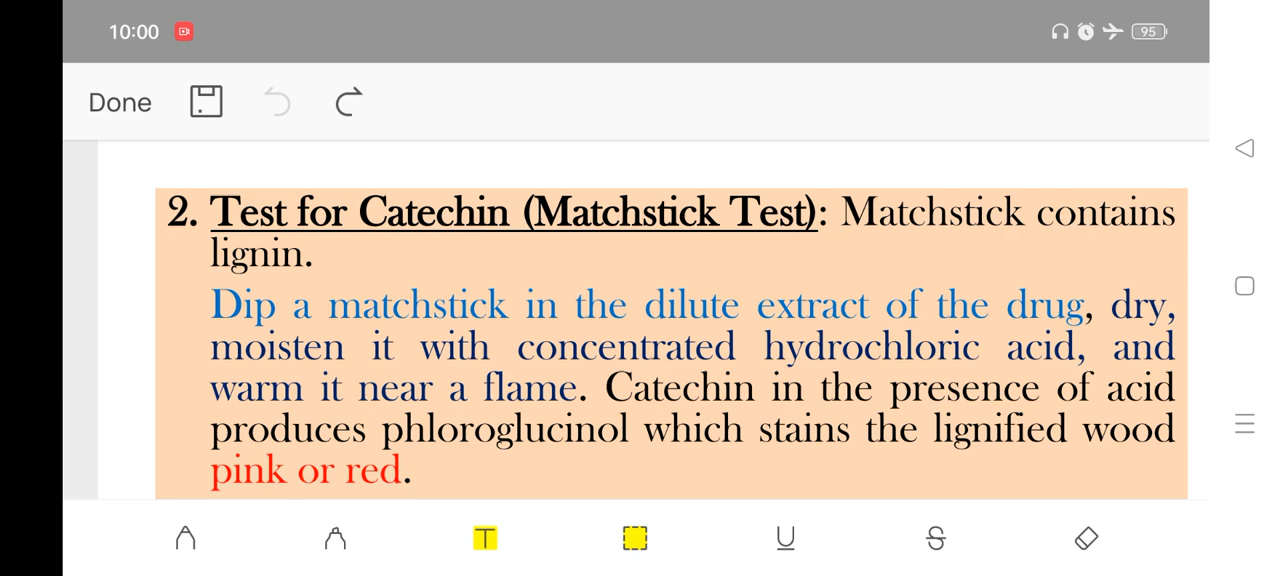 10:00
95
Done
2. Test for Catechin (Matchstick Test): Matchstick contains
lignin.
Dip a matchstick in the dilute extract of the drug, dry,
moisten it with concentrated hydrochloric acid, and
warm it near a flame. Catechin in the presence of acid
produces phloroglucinol which stains the lignified wood
pink or red.
T
U
S